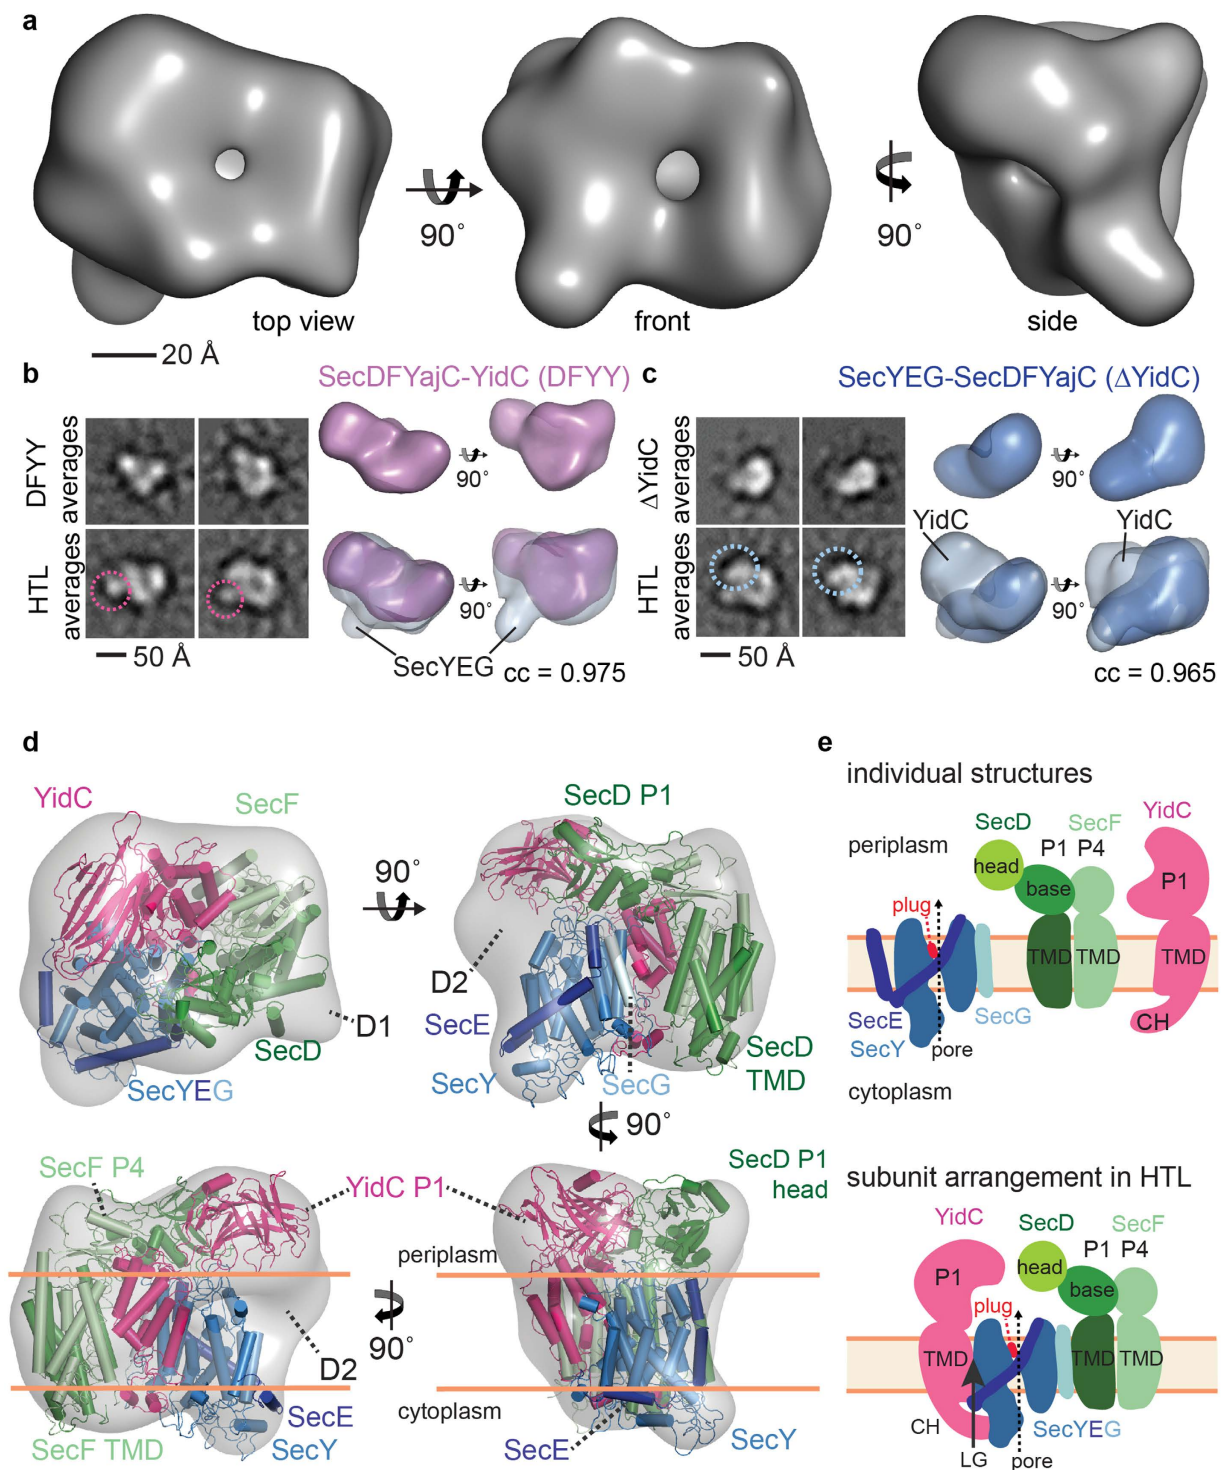 a
90°
90°
top view
front
side
20 Å
b
SecDFYajC-YidC (DFYY)
DFYY
averages
HTL
averages
90°
90°
50 Å
SecYEG
cc = 0.975
c
SecYEG-SecDFYajC (ΔYidC)
ΔYidC
averages
HTL
averages
90°
YidC
YidC
90°
50 Å
cc = 0.965
d
YidC
SecF
D1
SecD
SecYEG
90°
SecD P1
D2
SecE
SecY
SecG
SecD
TMD
90°
SecF P4
YidC P1
SecD P1
head
periplasm
D2
90°
cytoplasm
SecE
SecY
SecF TMD
SecE
SecY
e
individual structures
YidC
SecD
SecF
periplasm
P1 P4
head
base
P1
plug
TMD
TMD
TMD
SecE
SecG
CH
SecY
pore
cytoplasm
subunit arrangement in HTL
YidC
SecD
SecF
P1 P4
P1
head
base
plug
TMD
TMD
TMD
CH
SecYEG
LG
pore